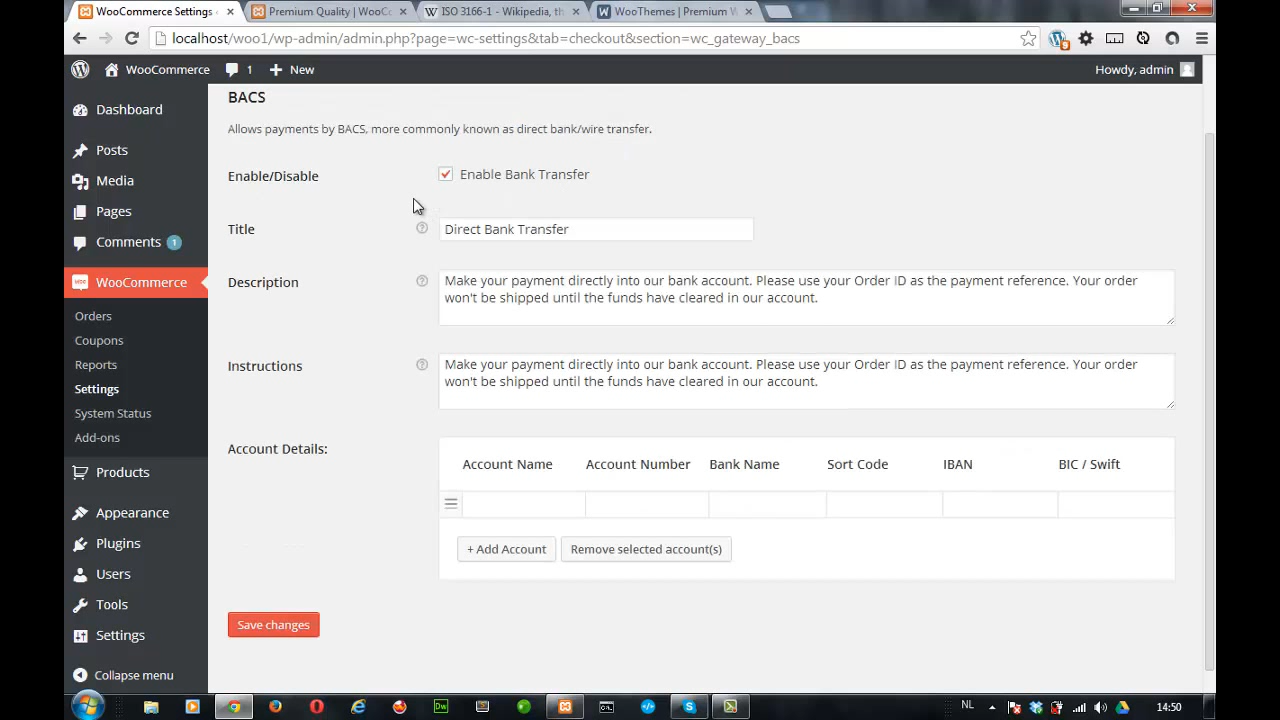 WooCommerce Settings
Premium Quality | WooC
ISO 3166-1 - Wikipedia, th
WooThemes | Premium W
localhost/woo1/wp-admin/admin.php?page=wc-settings&tab=checkout&section=wc_gateway_bacs
9
WooCommerce
1
New
Howdy, admin
Dashboard
Posts
Media
Pages
Comments 1
WooCommerce
Orders
Coupons
Reports
Settings
System Status
Add-ons
Products
Appearance
Plugins
Users
Tools
Settings
Collapse menu
BACS
Allows payments by BACS, more commonly known as direct bank/wire transfer.
Enable/Disable
Enable Bank Transfer
Title
Direct Bank Transfer
Description
Make your payment directly into our bank account. Please use your Order ID as the payment reference. Your order
won't be shipped until the funds have cleared in our account.
Instructions
Make your payment directly into our bank account. Please use your Order ID as the payment reference. Your order
won't be shipped until the funds have cleared in our account.
Account Details:
Account Name Account Number Bank Name Sort Code IBAN BIC / Swift
+ Add Account
Remove selected account(s)
Save changes
NL
14:50